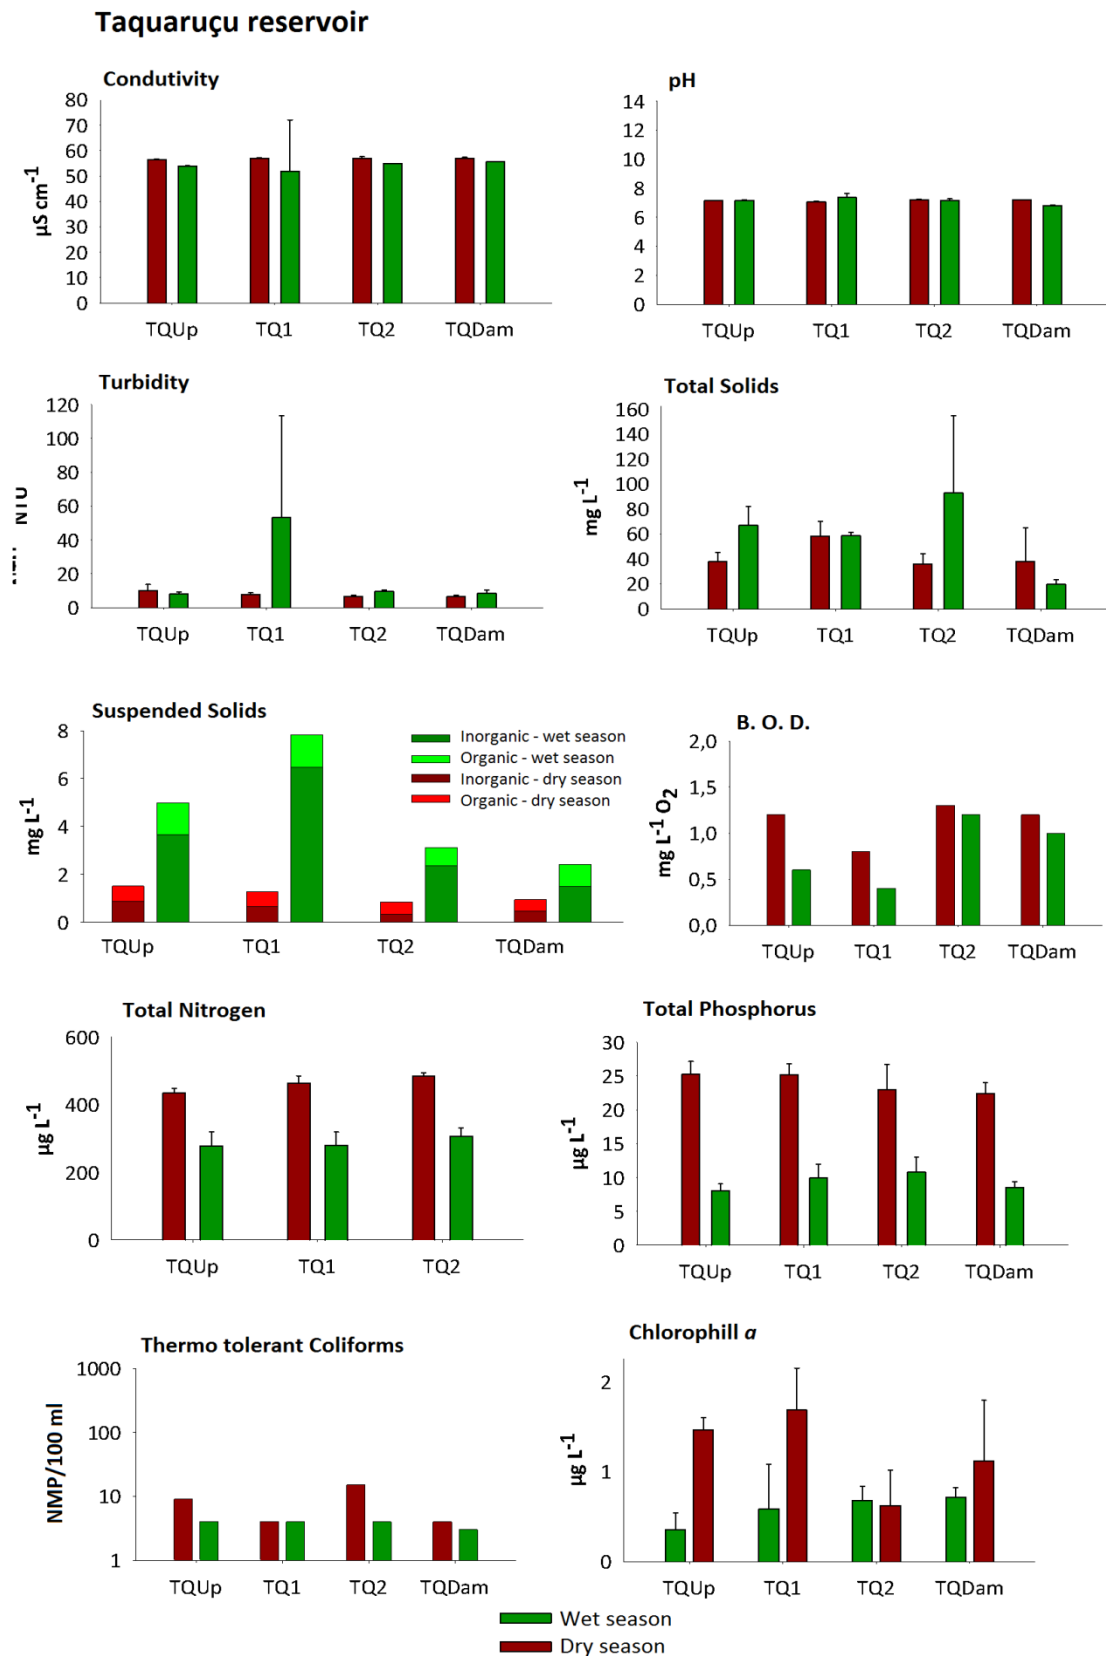 Taquaruçu reservoir
Condutivity
µS cm-1
80
70
60
50
40
30
20
10
0
TQUp TQ1 TQ2 TQDam
pH
14
12
10
8
6
4
2
0
TQUp TQ1 TQ2 TQDam
Turbidity
NTU
120
100
80
60
40
20
0
TQUp TQ1 TQ2 TQDam
Total Solids
mg L-1
160
140
120
100
80
60
40
20
0
TQUp TQ1 TQ2 TQDam
Suspended Solids
mg L-1
8
6
4
2
0
Inorganic - wet season
Organic - wet season
Inorganic - dry season
Organic - dry season
TQUp TQ1 TQ2 TQDam
B. O. D.
mg L-1 O2
2,0
1,5
1,0
0,5
0,0
TQUp TQ1 TQ2 TQDam
Total Nitrogen
µg L-1
600
400
200
0
TQUp TQ1 TQ2
Total Phosphorus
µg L-1
30
25
20
15
10
5
0
TQUp TQ1 TQ2 TQDam
Thermo tolerant Coliforms
NMP/100 ml
1000
100
10
1
TQUp TQ1 TQ2 TQDam
Chlorophill a
µg L-1
2
1
0
TQUp TQ1 TQ2 TQDam
Wet season
Dry season